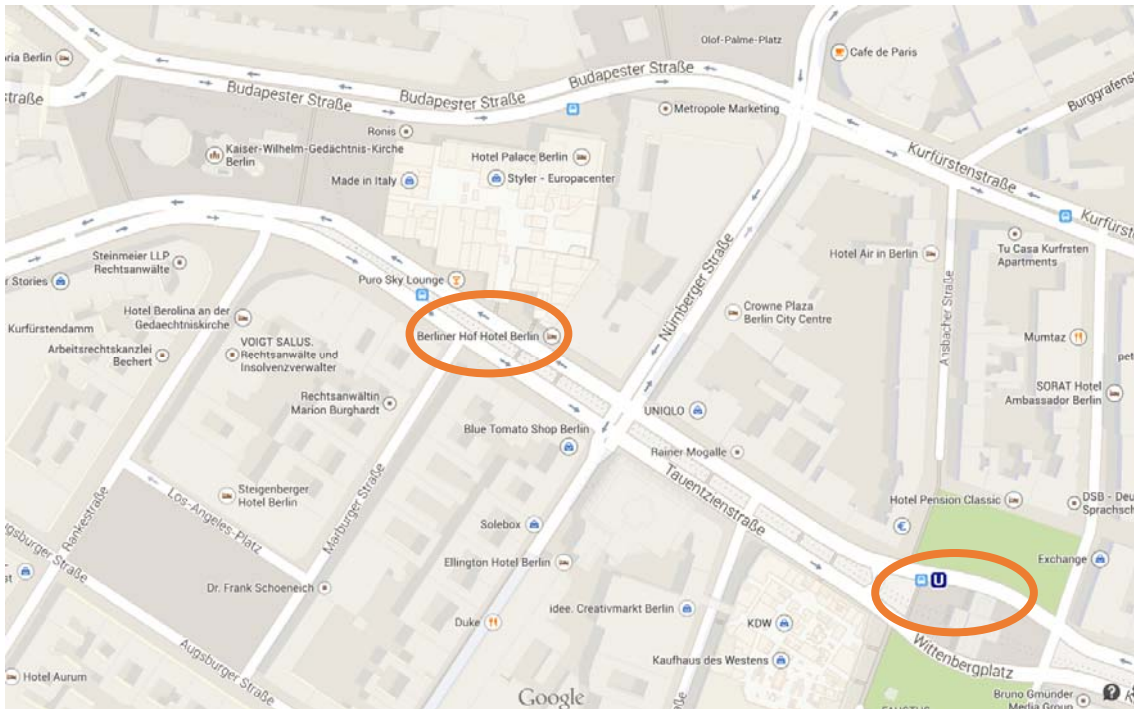 Olof-Palme-Platz
Cafe de Paris
ria Berlin
Budapester Straße
Budapester Straße
Budapester Straße
traße
Metropole Marketing
Burggrafenst
Ronis
Kaiser-Wilhelm-Gedächtnis-Kirche
Berlin
Hotel Palace Berlin
Kurfürstenstraße
Made in Italy
Styler - Europacenter
Kurfürst
Steinmeier LLP
Rechtsanwälte
Hotel Air in Berlin
Tu Casa Kurfrsten
Apartments
r Stories
Puro Sky Lounge
Nürnberger Straße
Hotel Berolina an der
Gedaechtniskirche
Crowne Plaza
Berlin City Centre
Ansbacher Straße
Kurfürstendamm
Berliner Hof Hotel Berlin
Mumtaz
VOIGT SALUS.
Rechtsanwälte und
Insolvenzverwalter
Arbeitsrechtskanzlei
Bechert
pet
SORAT Hotel
Ambassador Berlin
Rechtsanwältin
Marion Burghardt
UNIQLO
Blue Tomato Shop Berlin
Rainer Mogalle
Tauentzienstraße
Steigenberger
Hotel Berlin
Los-Angeles-Platz
Marburger Straße
Rankestraße
Hotel Pension Classic
DSB - Deu
Sprachsch
€
Solebox
Augsburger Straße
Ellington Hotel Berlin
Exchange
st
U
Dr. Frank Schoeneich
idee. Creativmarkt Berlin
Duke
KDW
Augsburger Straße
Kaufhaus des Westens
Wittenbergplatz
Hotel Aurum
Google
Bruno Gmünder
Media Group
?
K